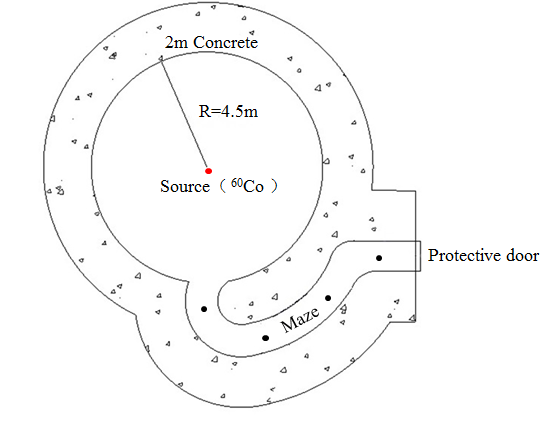 2m Concrete
R=4.5m
Source（⁶⁰Co ）
Protective door
Maze